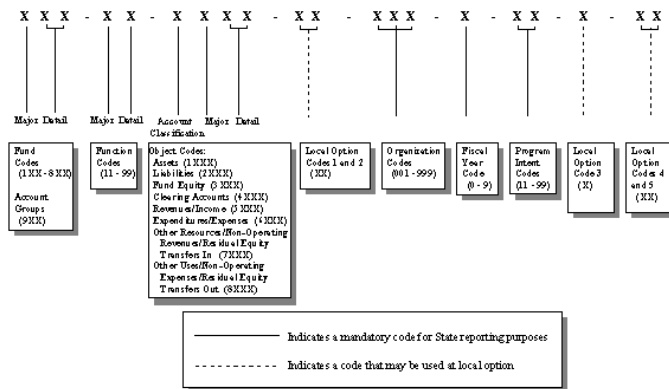 X X X - X - X - X X X X - X X - X X X - X - X X - X - X X
Major Detail
Major Detail
Account Classification
Major Detail
Fund
Codes
(1XX - 8XX)
Account
Groups
(9XX)
Function
Codes
(11 - 99)
Object Codes:
Assets (1XXX)
Liabilities (2XXX)
Fund Equity (3XXX)
Clearing Accounts (4XXX)
Revenues/Income (5XXX)
Expenditures/Expenses (6XXX)
Other Resources/Non-Operating
Revenues/Residual Equity
Transfers In (7XXX)
Other Uses/Non-Operating
Expenses/Residual Equity
Transfers Out (8XXX)
Local Option
Codes 1 and 2
(XX)
Organization
Codes
(001 -999)
Fiscal
Year
Code
(0 - 9)
Program
Intent
Codes
(11 - 99)
Local
Option
Code 3
(X)
Local
Option
Codes 4
and 5
(XX)
Indicates a mandatory code for State reporting purposes
Indicates a code that may be used at local option